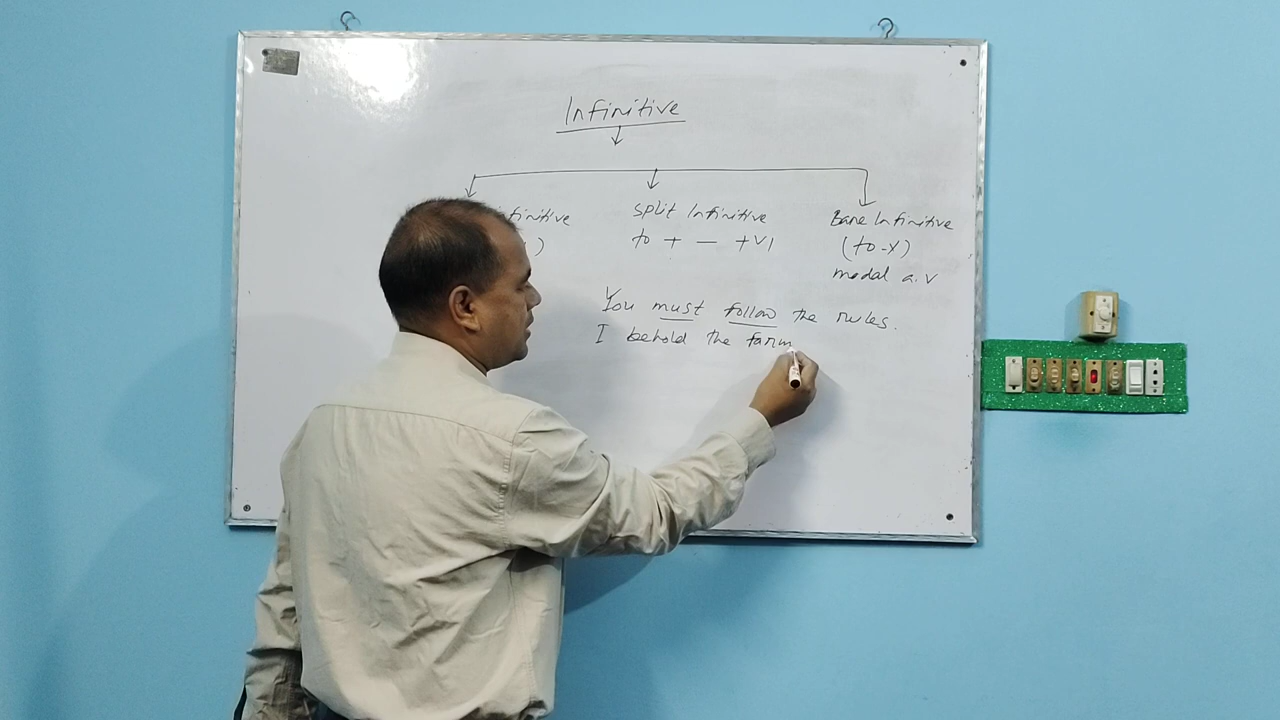 Infinitive
finitive
split Infinitive
Bare Infinitive
)
to + — + V1
(to - x)
modal a.v
You must follow the rules.
I behold the farm